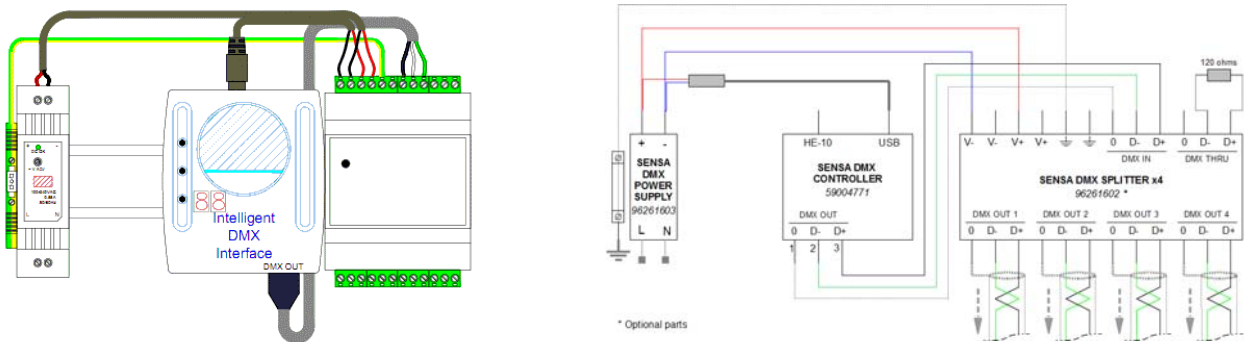 Intelligent
DMX
Interface
DMX OUT
L
N
120 ohms
+
-
SENSA
DMX
POWER
SUPPLY
96261603
L
N
HE-10
USB
SENSA DMX
CONTROLLER
59004771
DMX OUT
0
D-
D+
1
2
3
V-
V-
V+
V+
0
D-
D+
DMX IN
0
D-
D+
DMX THRU
SENSA DMX SPLITTER x4
96261602 *
DMX OUT 1
DMX OUT 2
DMX OUT 3
DMX OUT 4
0
D-
D+
0
D-
D+
0
D-
D+
0
D-
D+
* Optional parts